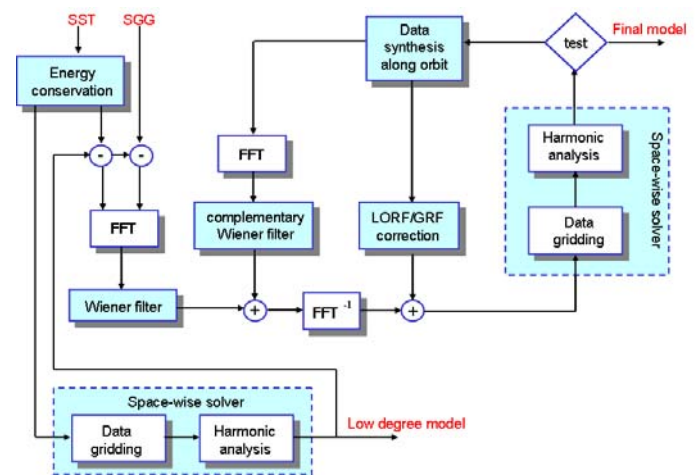 SST
SGG
Energy
conservation
-
-
FFT
Wiener filter
Data
synthesis
along orbit
FFT
complementary
Wiener filter
LORF/GRF
correction
+
FFT -1
+
test
Final model
Harmonic
analysis
Data
gridding
Space-wise solver
Space-wise solver
Data
gridding
Harmonic
analysis
Low degree model